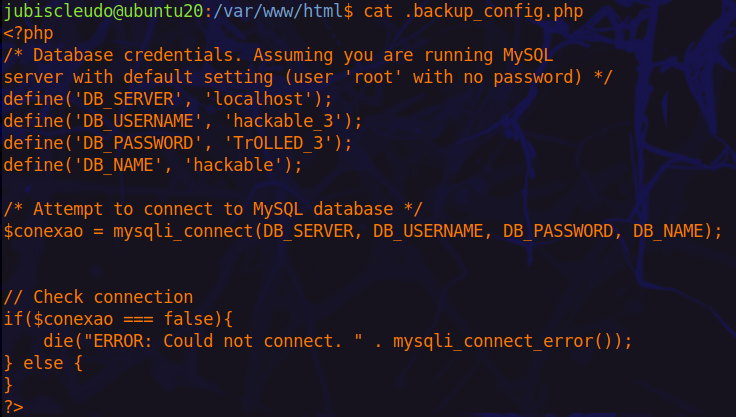 jubiscleudo@ubuntu20:/var/www/html$ cat .backup_config.php
<?php
/* Database credentials. Assuming you are running MySQL
server with default setting (user 'root' with no password) */
define('DB_SERVER', 'localhost');
define('DB_USERNAME', 'hackable_3');
define('DB_PASSWORD', 'TrOLLED_3');
define('DB_NAME', 'hackable');

/* Attempt to connect to MySQL database */
$conexao = mysqli_connect(DB_SERVER, DB_USERNAME, DB_PASSWORD, DB_NAME);


// Check connection
if($conexao === false){
    die("ERROR: Could not connect. " . mysqli_connect_error());
} else {
}
?>